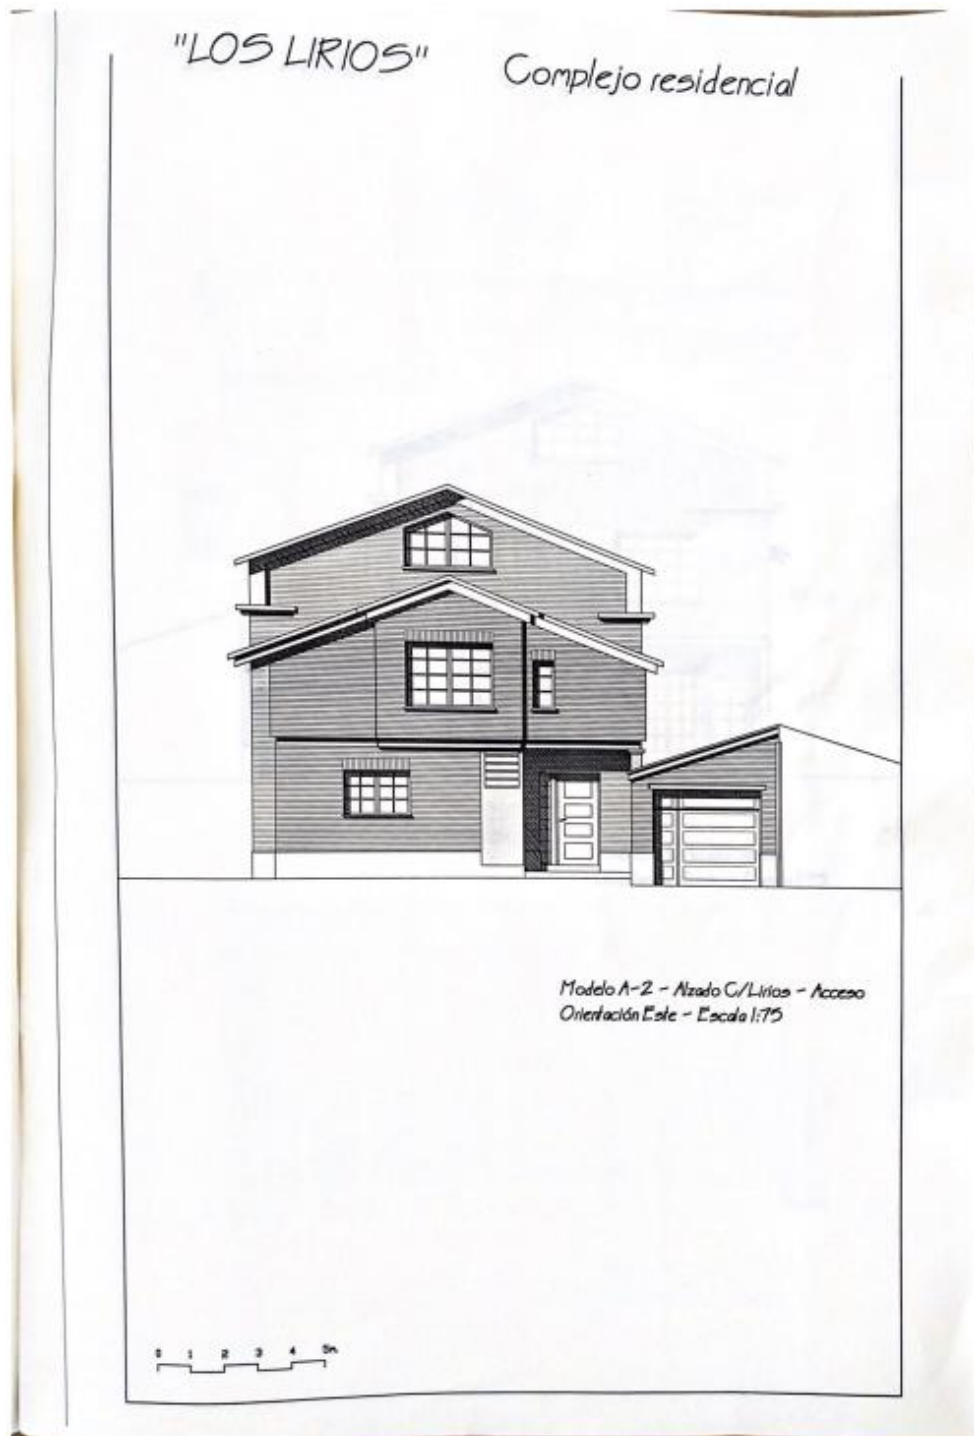 "LOS LIRIOS"
Complejo residencial
Modelo A-2 - Alzado C/Lirios - Acceso
Orientación Este - Escala 1:75
0 1 2 3 4 5m